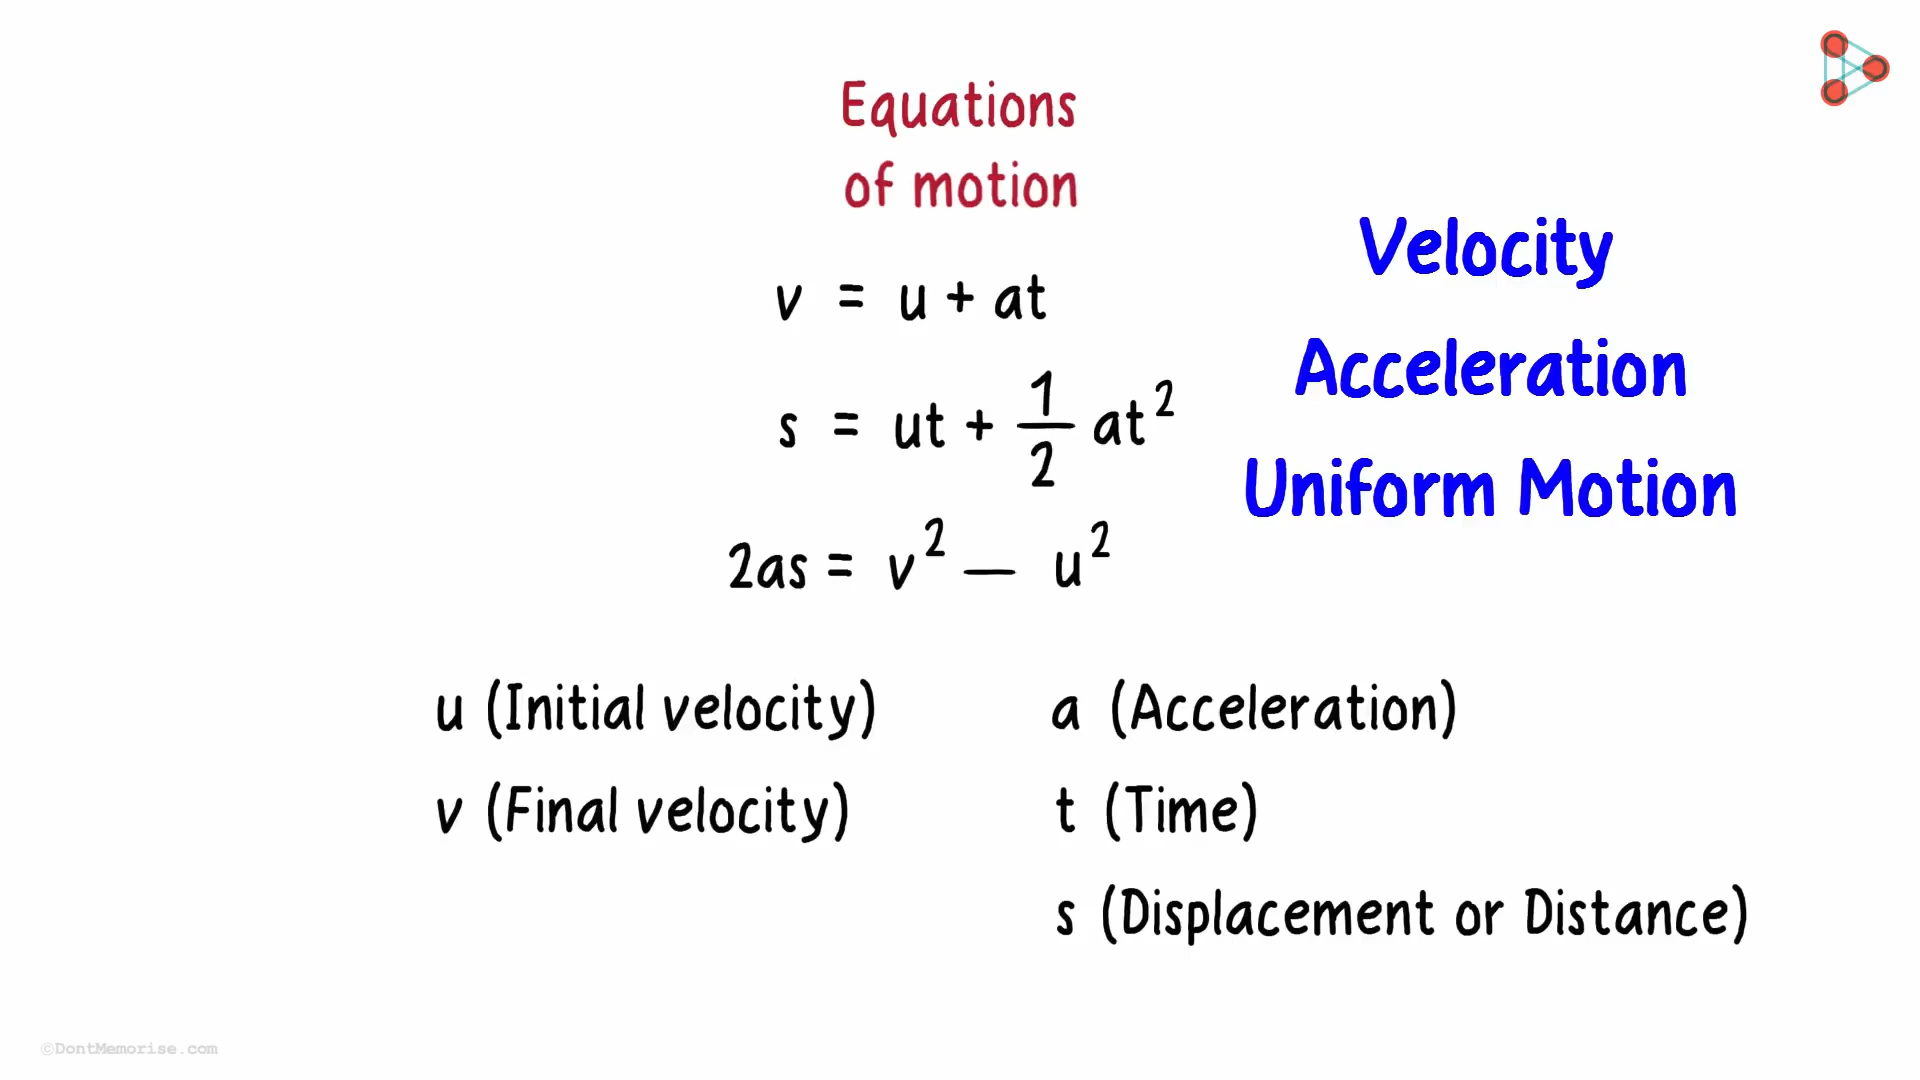 Equations
of motion
v = u + at
s = ut + 1/2 at²
2as = v² — u²
Velocity
Acceleration
Uniform Motion
u (Initial velocity)
v (Final velocity)
a (Acceleration)
t (Time)
s (Displacement or Distance)
©DontMemorise.com